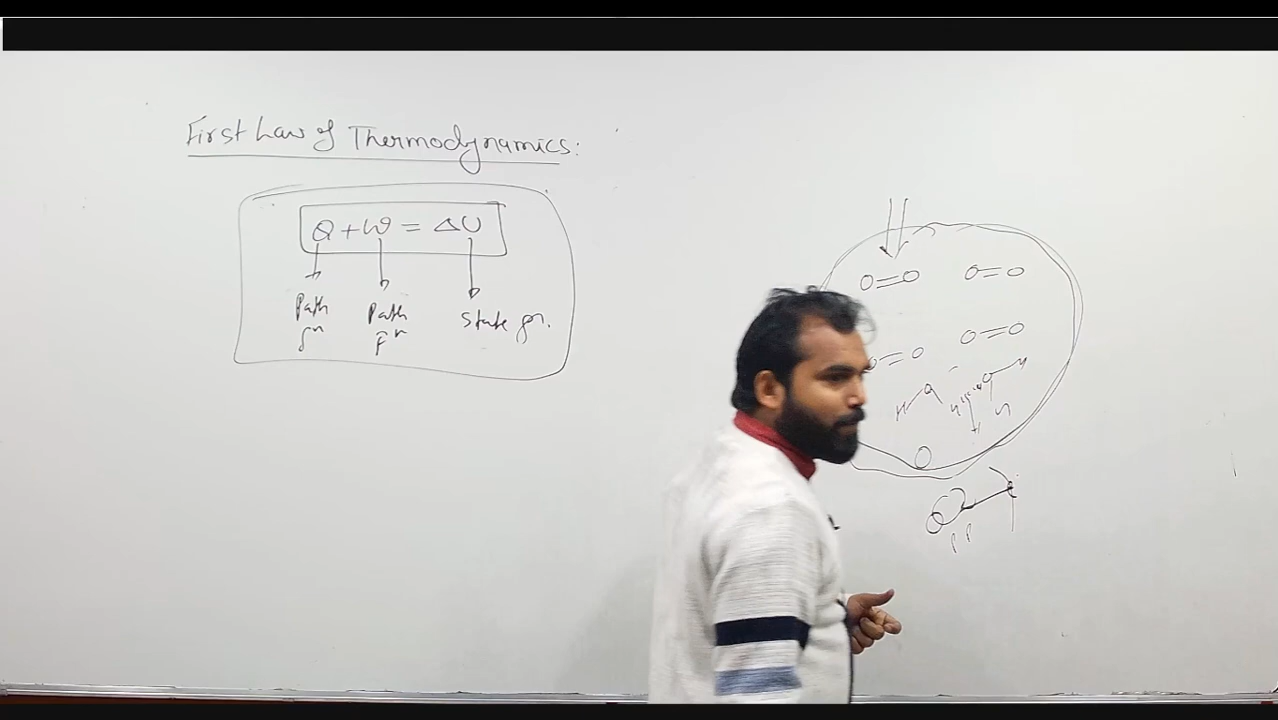 First Law of Thermodynamics:
Q + W = ΔU
Path Path State fn.
fn Fn
O=O O=O
O=O O=O
H O